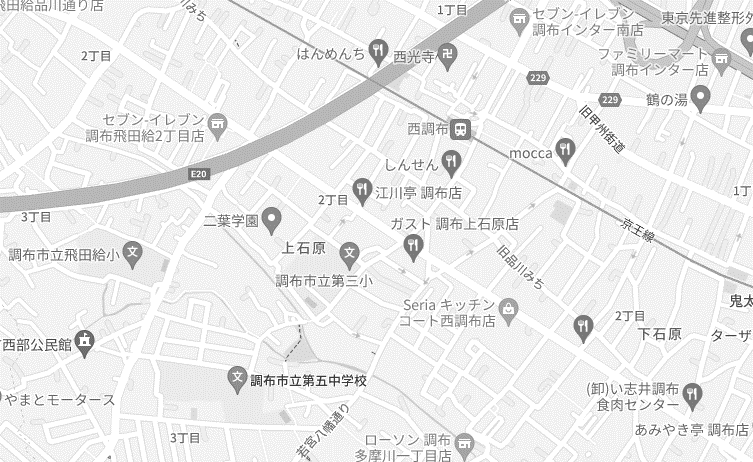 飛田給品川通り店
みち
1丁目
セブン-イレブン
調布インター南店
東京先進整形外
2丁目
はんめんち
西光寺
ファミリーマート
調布インター店
229
229
鶴の湯
セブン-イレブン
調布飛田給2丁目店
西調布
旧甲州街道
mocca
しんせん
E20
1丁
2丁目
江川亭 調布店
3丁目
二葉学園
ガスト 調布上石原店
京王線
調布市立飛田給小
上石原
旧品川みち
調布市立第三小
鬼太
Seria キッチン
コート西調布店
2丁目
下石原
ターザ
西部公民館
調布市立第五中学校
(卸)い志井調布
食肉センター
やまとモータース
若宮八幡通り
あみやき亭 調布店
3丁目
ローソン 調布
多摩川一丁目店